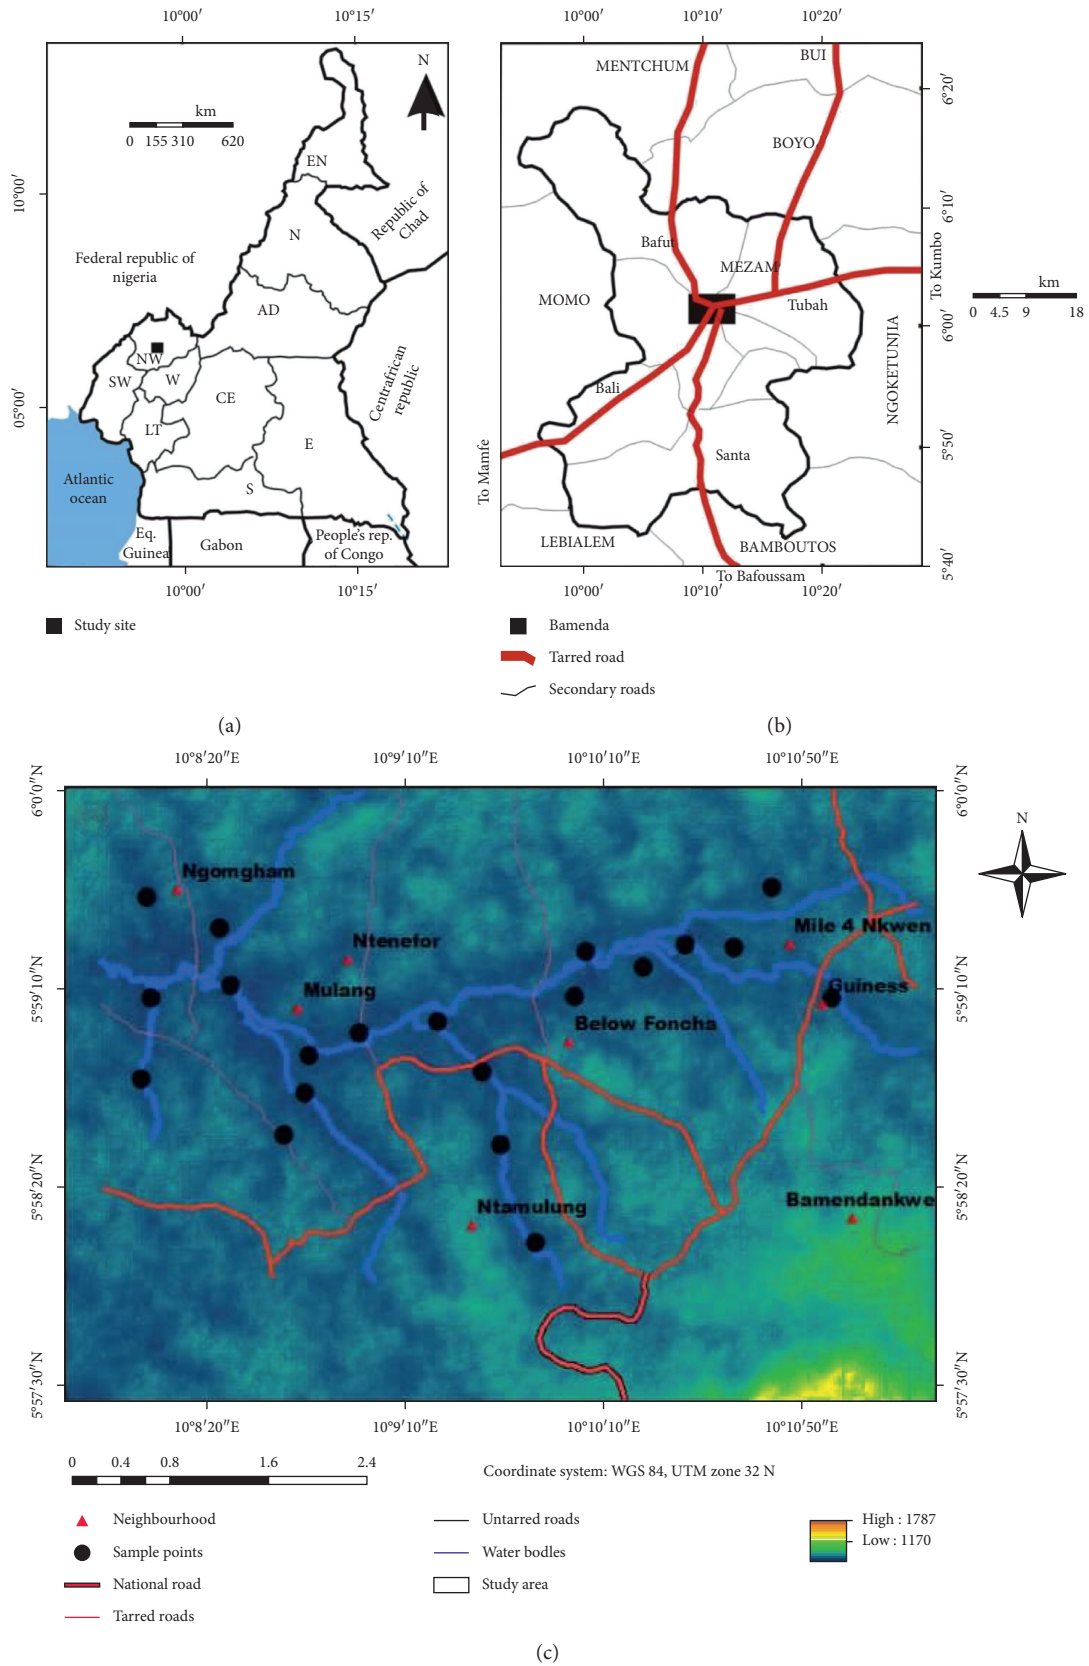 10°00′ 10°15′
N
km
0 155 310 620
EN
N
Republic of
Chad
Federal republic of
nigeria
AD
NW
SW
W
CE
LT
E
S
Centrafrican
republic
Atlantic
ocean
Eq.
Guinea
Gabon
People's rep.
of Congo
10°00′
05°00′
10°00′ 10°15′
Study site
(a)
10°00′ 10°10′ 10°20′
MENTCHUM
BUI
BOYO
Bafut
MEZAM
MOMO
Tubah
Bali
Santa
NGOKETUNJIA
LEBIALEM
BAMBOUTOS
To Bafoussam
To Mamfe
To Kumbo
6°20′
6°10′
6°00′
5°50′
5°40′
km
0 4.5 9 18
10°00′ 10°10′ 10°20′
Bamenda
Tarred road
Secondary roads
(b)
10°8′20″E 10°9′10″E 10°10′10″E 10°10′50″E
6°0′0″N
5°59′10″N
5°58′20″N
5°57′30″N
6°0′0″N
5°59′10″N
5°58′20″N
5°57′30″N
N
Ngomgham
Ntenefor
Mile 4 Nkwen
Mulang
Guiness
Below Foncha
Ntamulung
Bamendankwe
10°8′20″E 10°9′10″E 10°10′10″E 10°10′50″E
0 0.4 0.8 1.6 2.4
Coordinate system: WGS 84, UTM zone 32 N
Neighbourhood
Sample points
National road
Tarred roads
Untarred roads
Water bodies
Study area
High : 1787
Low : 1170
(c)